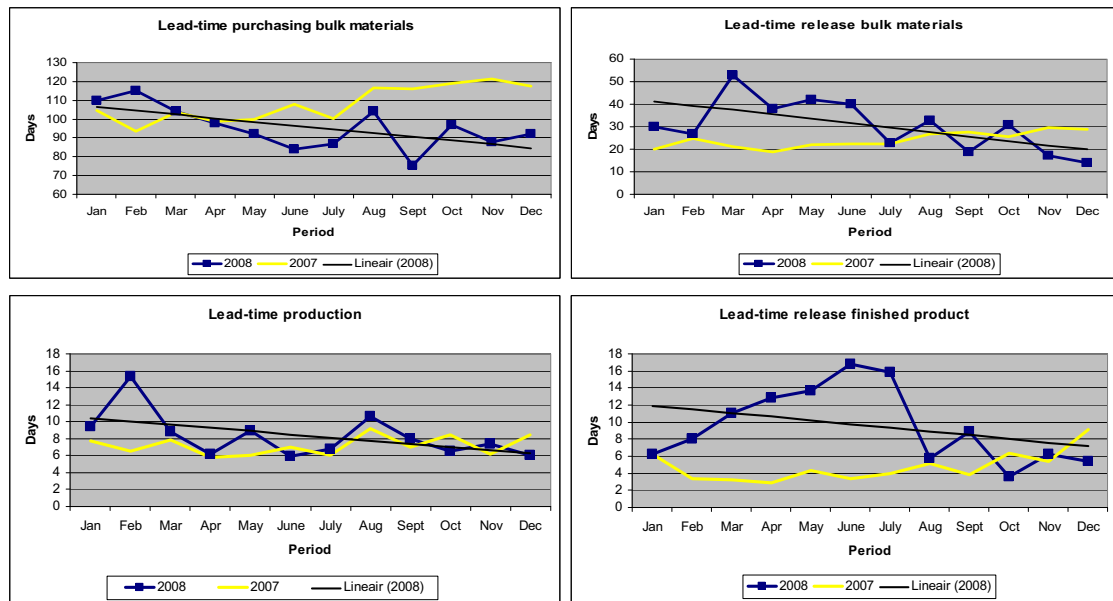 Lead-time purchasing bulk materials
130
120
110
100
90
80
70
60
Days
Jan Feb Mar Apr May June July Aug Sept Oct Nov Dec
Period
2008 2007 Lineair (2008)
Lead-time release bulk materials
60
50
40
30
20
10
0
Days
Jan Feb Mar Apr May June July Aug Sept Oct Nov Dec
Period
2008 2007 Lineair (2008)
Lead-time production
18
16
14
12
10
8
6
4
2
0
Days
Jan Feb Mar Apr May June July Aug Sept Oct Nov Dec
Period
2008 2007 Lineair (2008)
Lead-time release finished product
18
16
14
12
10
8
6
4
2
0
Days
Jan Feb Mar Apr May June July Aug Sept Oct Nov Dec
Period
2008 2007 Lineair (2008)